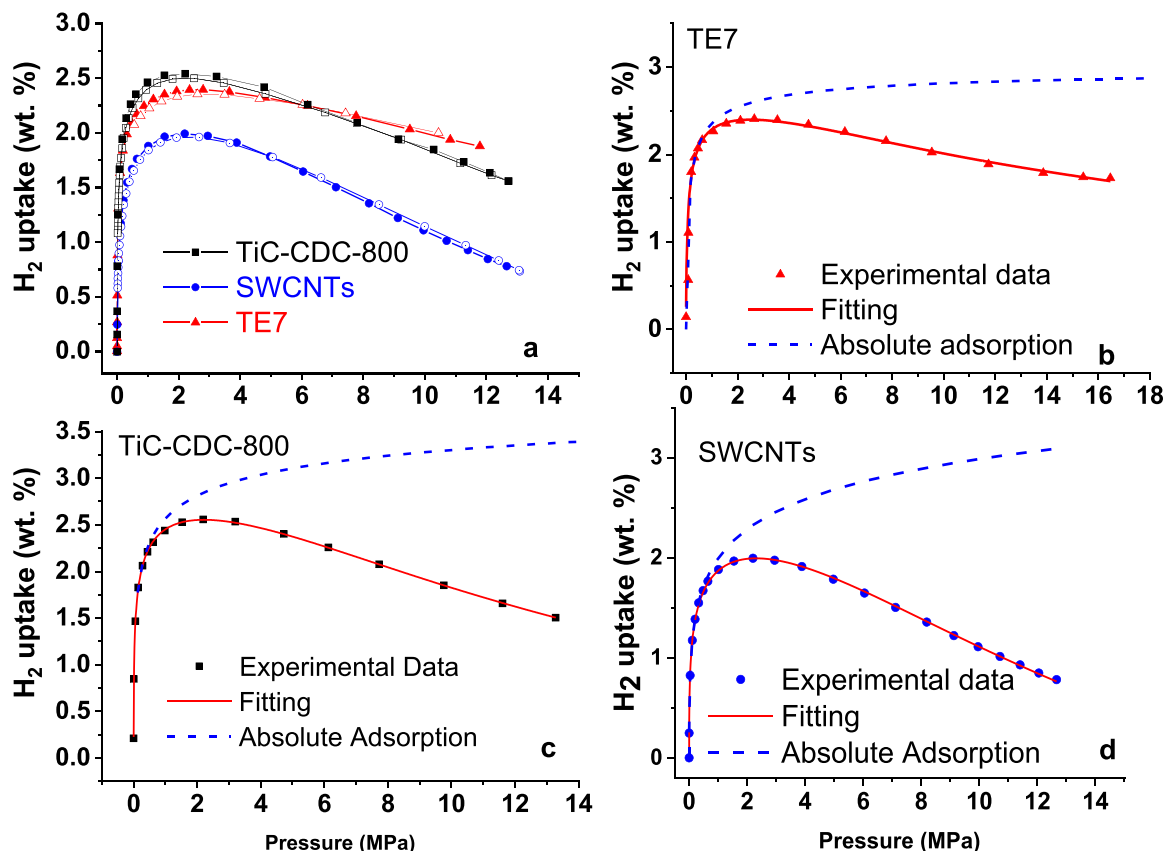 H2 uptake (wt. %)
3.0
2.5
2.0
1.5
1.0
0.5
0.0
TiC-CDC-800
SWCNTs
TE7
a
0 2 4 6 8 10 12 14
H2 uptake (wt. %)
TE7
3
2
1
0
Experimental data
Fitting
Absolute adsorption
b
0 2 4 6 8 10 12 14 16 18
H2 uptake (wt. %)
TiC-CDC-800
3.5
3.0
2.5
2.0
1.5
1.0
0.5
0.0
Experimental Data
Fitting
Absolute Adsorption
c
0 2 4 6 8 10 12 14
Pressure (MPa)
H2 uptake (wt. %)
SWCNTs
3
2
1
0
Experimental data
Fitting
Absolute Adsorption
d
0 2 4 6 8 10 12 14
Pressure (MPa)